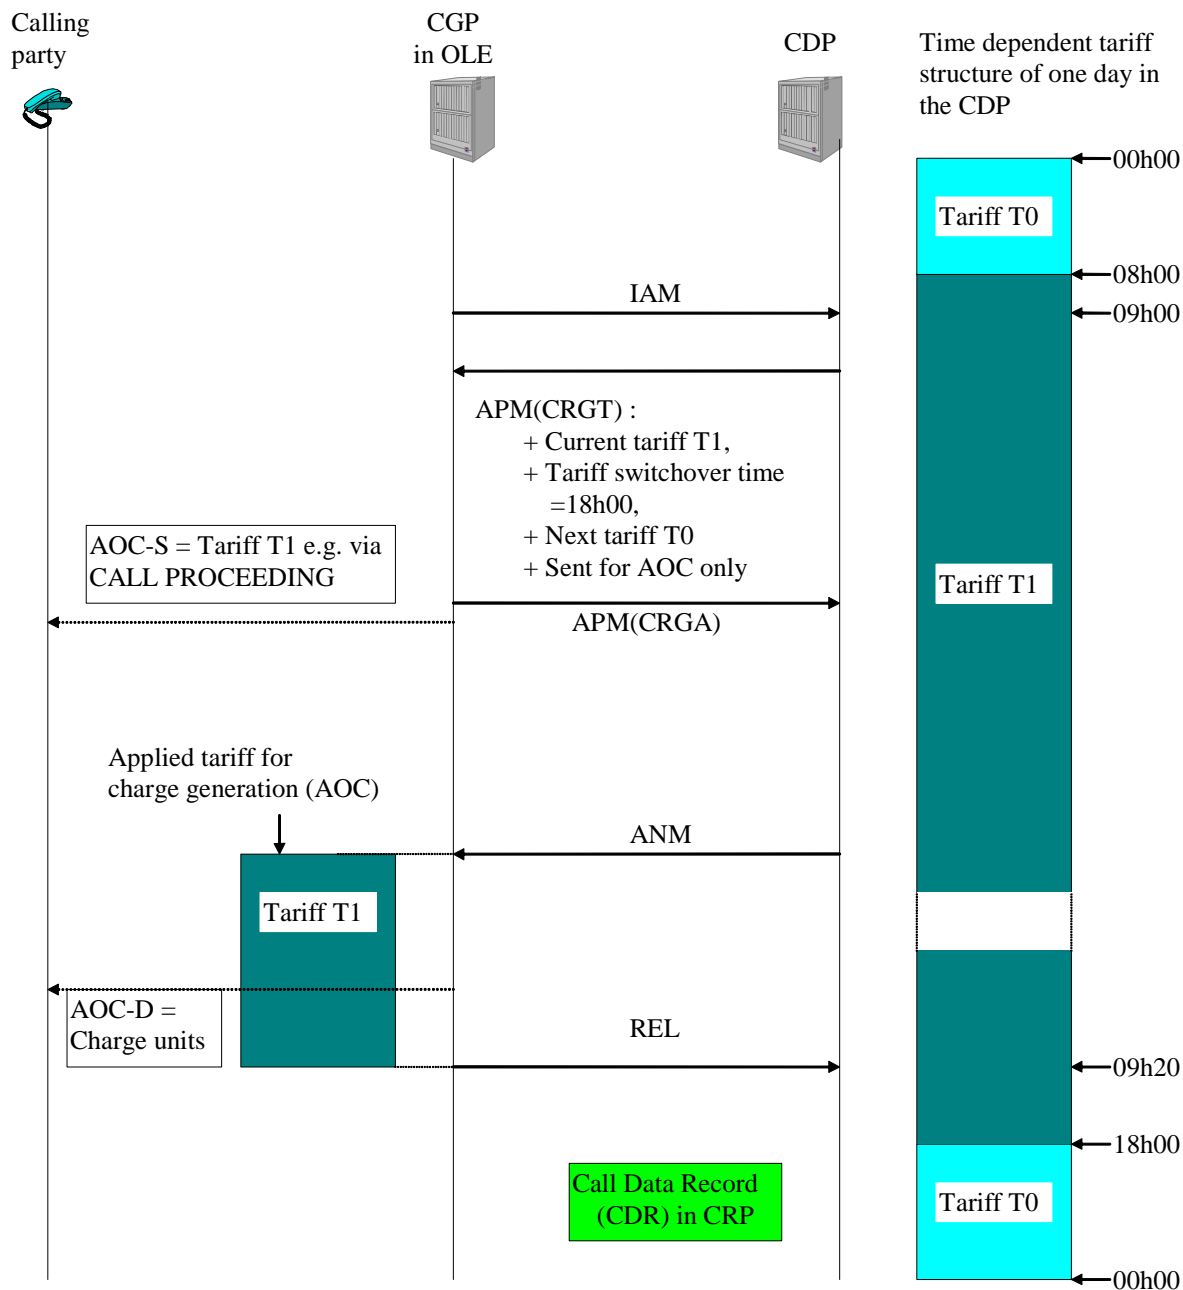 Calling
party
CGP
in OLE
CDP
Time dependent tariff
structure of one day in
the CDP
00h00
Tariff T0
08h00
IAM
09h00
APM(CRGT) :
+ Current tariff T1,
+ Tariff switchover time
=18h00,
+ Next tariff T0
+ Sent for AOC only
AOC-S = Tariff T1 e.g. via
CALL PROCEEDING
APM(CRGA)
Tariff T1
Applied tariff for
charge generation (AOC)
ANM
Tariff T1
AOC-D =
Charge units
REL
09h20
18h00
Call Data Record
(CDR) in CRP
Tariff T0
00h00